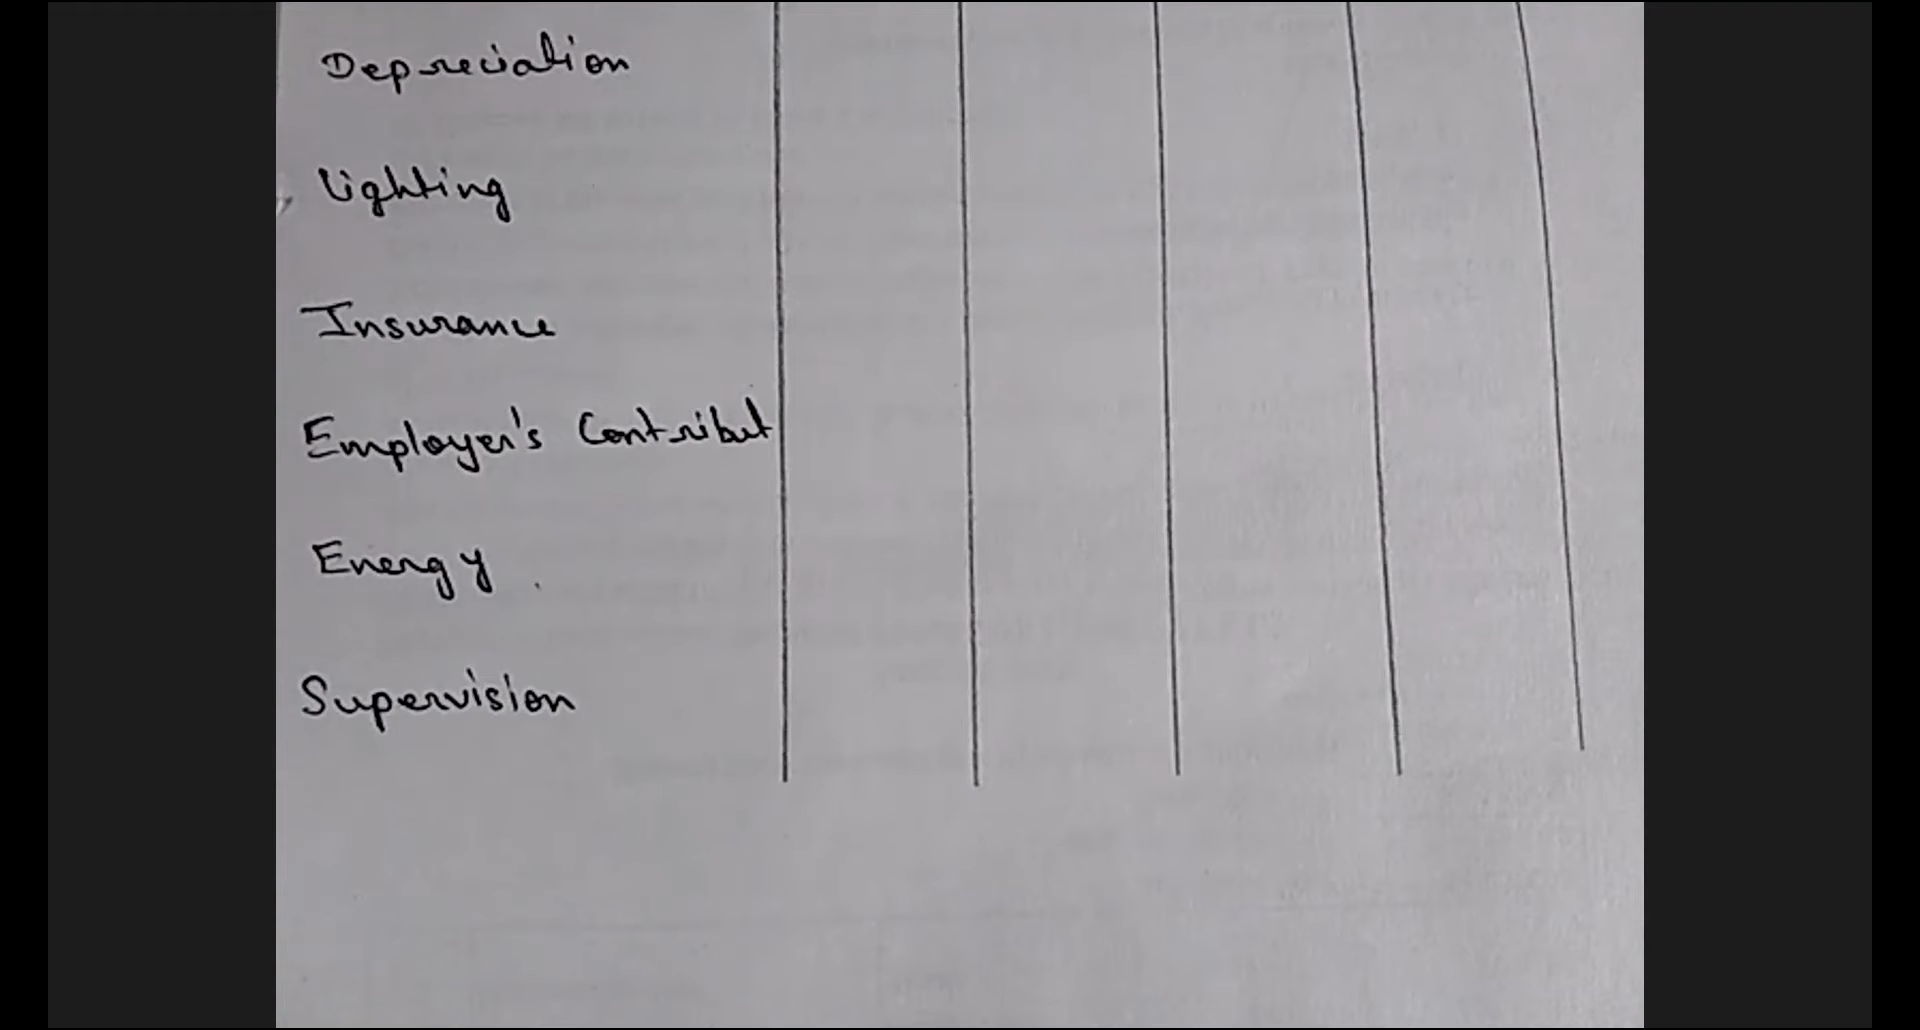 Depreciation
Lighting
Insurance
Employer's Contribut
Energy
Supervision